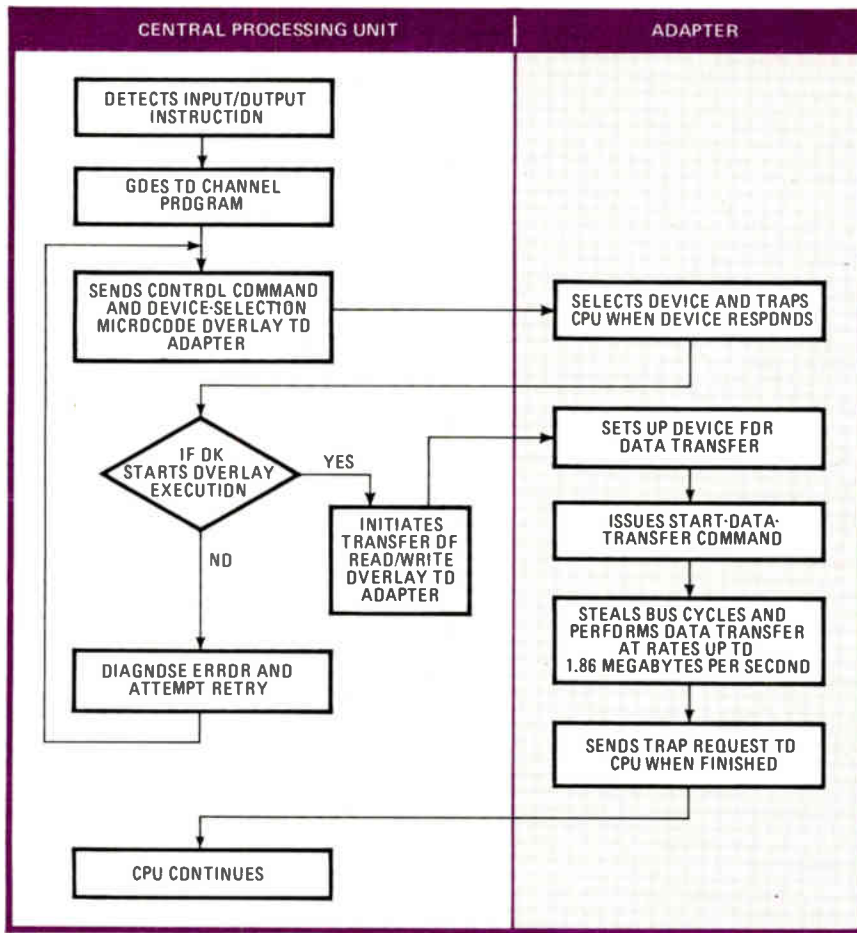 CENTRAL PROCESSING UNIT
ADAPTER
DETECTS INPUT/OUTPUT
INSTRUCTION
GOES TO CHANNEL
PROGRAM
SENDS CONTROL COMMAND
AND DEVICE-SELECTION
MICROCODE OVERLAY TO
ADAPTER
SELECTS DEVICE AND TRAPS
CPU WHEN DEVICE RESPONDS
IF OK
STARTS OVERLAY
EXECUTION
YES
NO
INITIATES
TRANSFER OF
READ/WRITE
OVERLAY TO
ADAPTER
SETS UP DEVICE FOR
DATA TRANSFER
ISSUES START-DATA-
TRANSFER COMMAND
STEALS BUS CYCLES AND
PERFORMS DATA TRANSFER
AT RATES UP TO
1.86 MEGABYTES PER SECOND
DIAGNOSE ERROR AND
ATTEMPT RETRY
SENDS TRAP REQUEST TO
CPU WHEN FINISHED
CPU CONTINUES